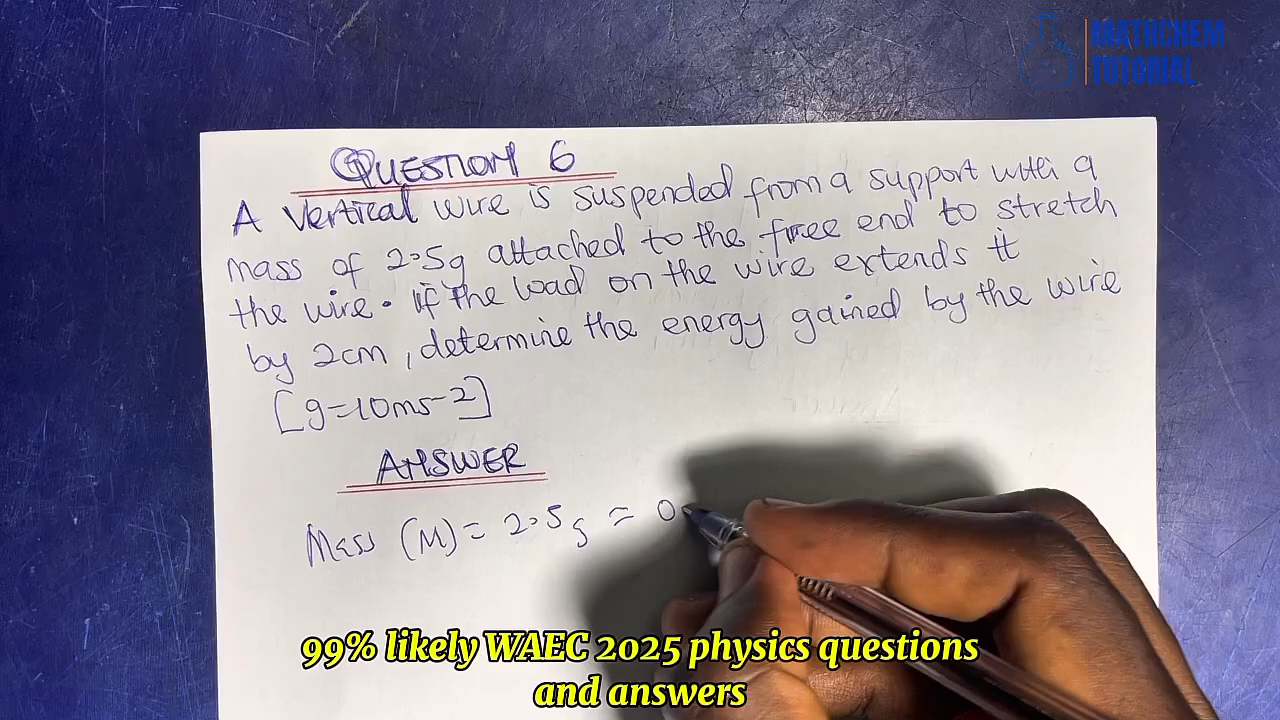 MATHCHEM
TUTORIAL
QUESTION 6
A vertical wire is suspended from a support with a
mass of 2.5g attached to the free end to stretch
the wire. if the load on the wire extends it
by 2cm, determine the energy gained by the wire
[g=10ms-2]
ANSWER
Mass (M) = 2.5g = 0.
99% likely WAEC 2025 physics questions
and answers